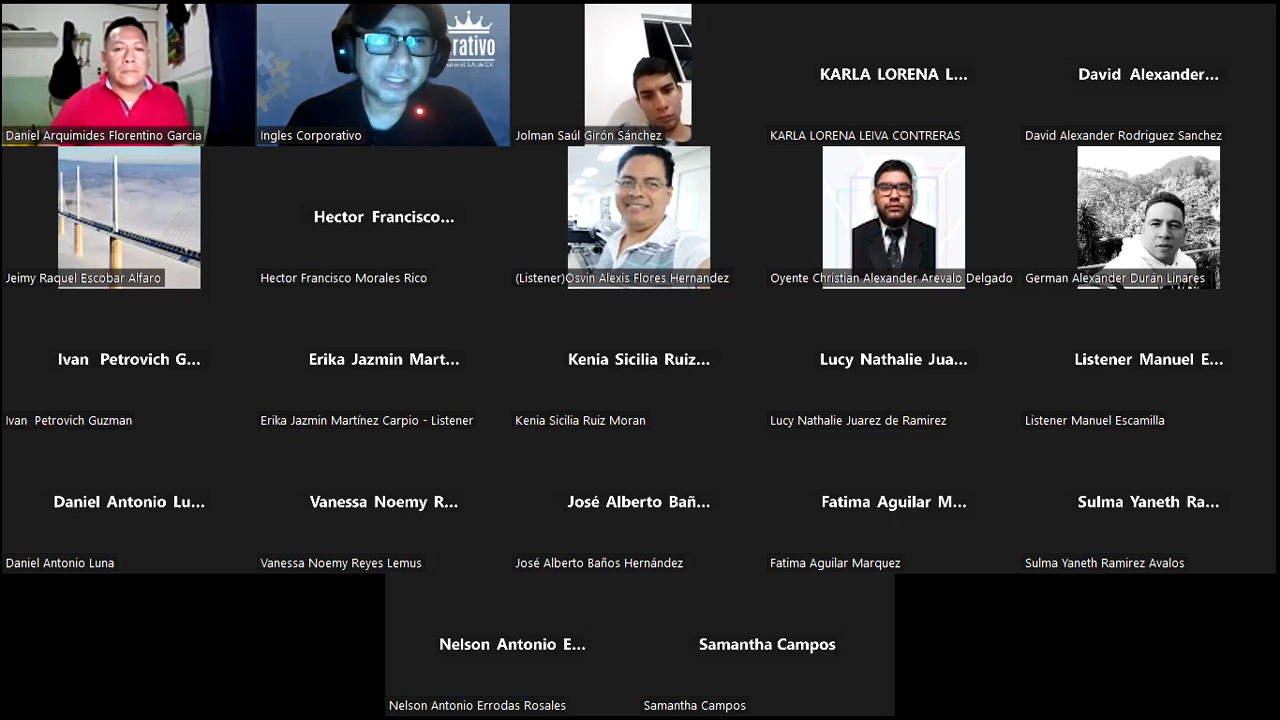 rativo
national, S.A. de C.V.
Daniel Arquimides Florentino Garcia
Ingles Corporativo
Jolman Saúl Girón Sánchez
KARLA LORENA L...
KARLA LORENA LEIVA CONTRERAS
David Alexander...
David Alexander Rodriguez Sanchez
Jeimy Raquel Escobar Alfaro
Hector Francisco...
Hector Francisco Morales Rico
(Listener)Osvin Alexis Flores Hernandez
Oyente Christian Alexander Arevalo Delgado
German Alexander Durán Linares
Ivan Petrovich G...
Ivan Petrovich Guzman
Erika Jazmin Mart...
Erika Jazmin Martínez Carpio - Listener
Kenia Sicilia Ruiz...
Kenia Sicilia Ruiz Moran
Lucy Nathalie Jua...
Lucy Nathalie Juarez de Ramirez
Listener Manuel E...
Listener Manuel Escamilla
Daniel Antonio Lu...
Daniel Antonio Luna
Vanessa Noemy R...
Vanessa Noemy Reyes Lemus
José Alberto Bañ...
José Alberto Baños Hernández
Fatima Aguilar M...
Fatima Aguilar Marquez
Sulma Yaneth Ra...
Sulma Yaneth Ramirez Avalos
Nelson Antonio E...
Nelson Antonio Errodas Rosales
Samantha Campos
Samantha Campos